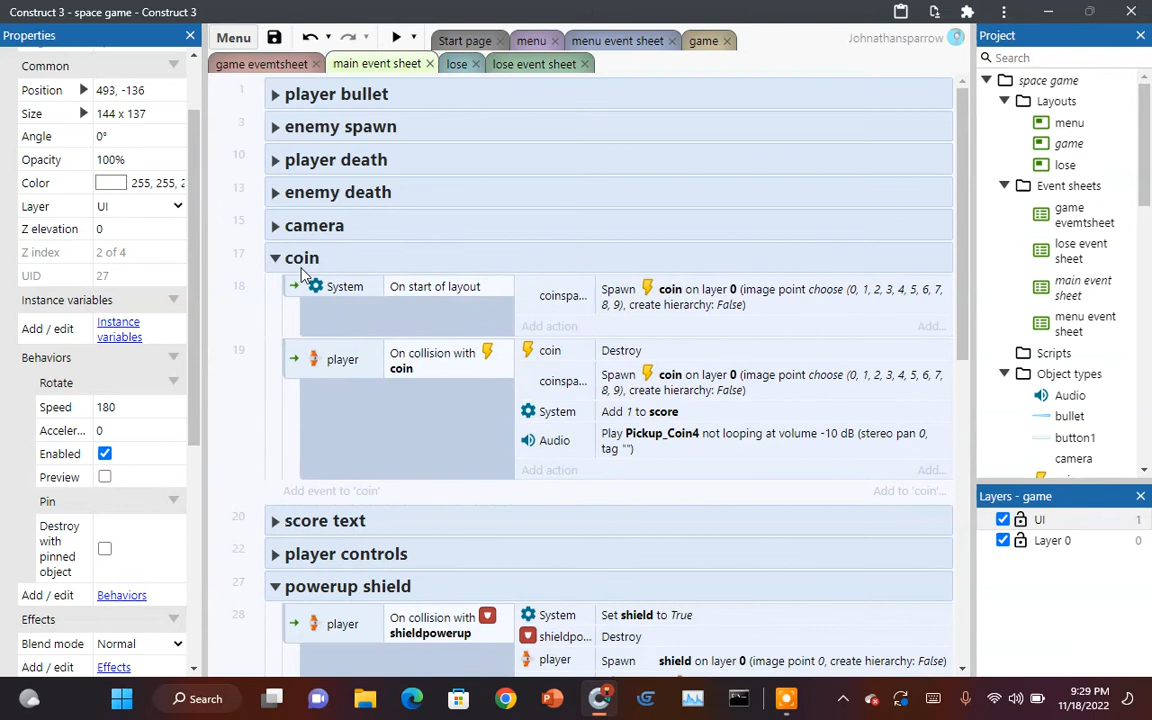 Construct 3 - space game - Construct 3
Properties
Menu
Start page
menu
menu event sheet
game
Johnathansparrow
Project
game evemtsheet
main event sheet
lose
lose event sheet
Search
Common
Position 493, -136
Size 144 x 137
Angle 0°
Opacity 100%
Color 255, 255, 2
Layer UI
Z elevation 0
Z index 2 of 4
UID 27
Instance variables
Add / edit Instance variables
Behaviors
Rotate
Speed 180
Acceler... 0
Enabled
Preview
Pin
Destroy with pinned object
Add / edit Behaviors
Effects
Blend mode Normal
Add / edit Effects
1 player bullet
3 enemy spawn
10 player death
13 enemy death
15 camera
17 coin
18 System On start of layout
coinspa... Spawn coin on layer 0 (image point choose (0, 1, 2, 3, 4, 5, 6, 7, 8, 9), create hierarchy: False)
Add action Add...
19 player On collision with coin
coin Destroy
coinspa... Spawn coin on layer 0 (image point choose (0, 1, 2, 3, 4, 5, 6, 7, 8, 9), create hierarchy: False)
System Add 1 to score
Audio Play Pickup_Coin4 not looping at volume -10 dB (stereo pan 0, tag "")
Add action Add...
Add event to 'coin' Add to 'coin'...
20 score text
22 player controls
27 powerup shield
28 player On collision with shieldpowerup
System Set shield to True
shieldpo... Destroy
player Spawn shield on layer 0 (image point 0, create hierarchy: False)
space game
Layouts
menu
game
lose
Event sheets
game evemtsheet
lose event sheet
main event sheet
menu event sheet
Scripts
Object types
Audio
bullet
button1
camera
Layers - game
UI 1
Layer 0 0
Search
9:29 PM
11/18/2022